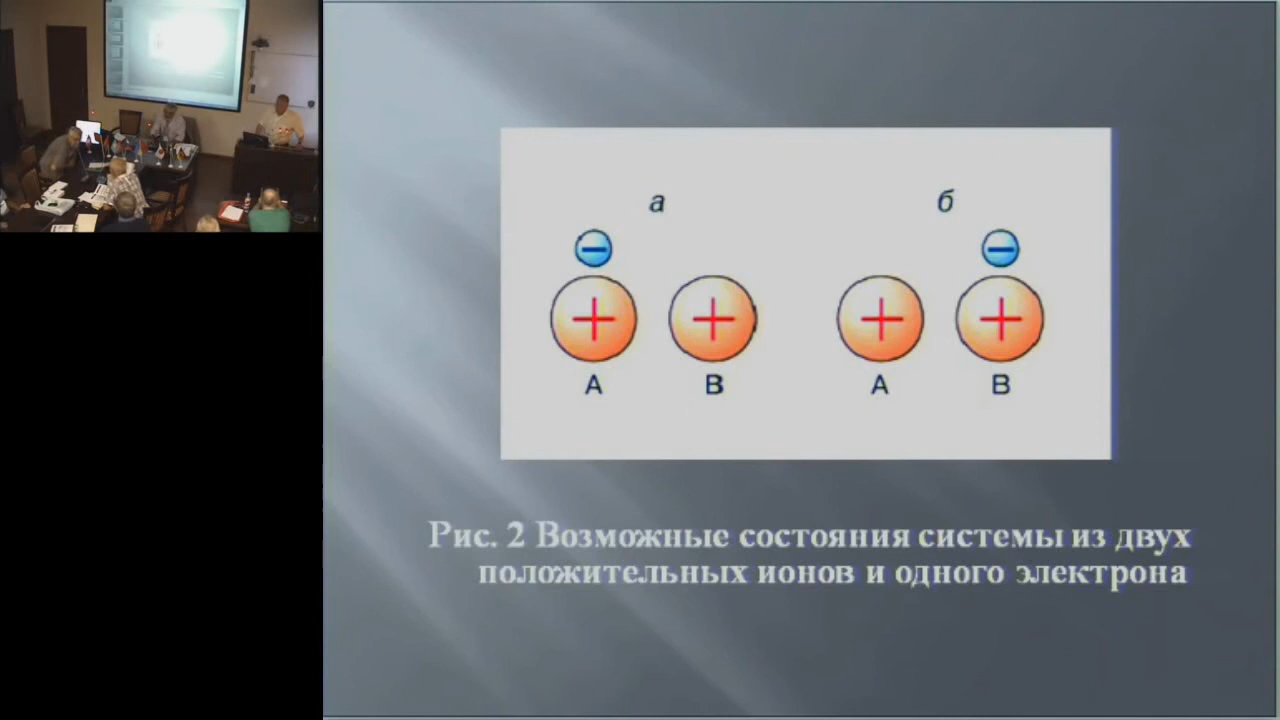 а б
− −
+ + + +
А В А В
Рис. 2 Возможные состояния системы из двух
положительных ионов и одного электрона